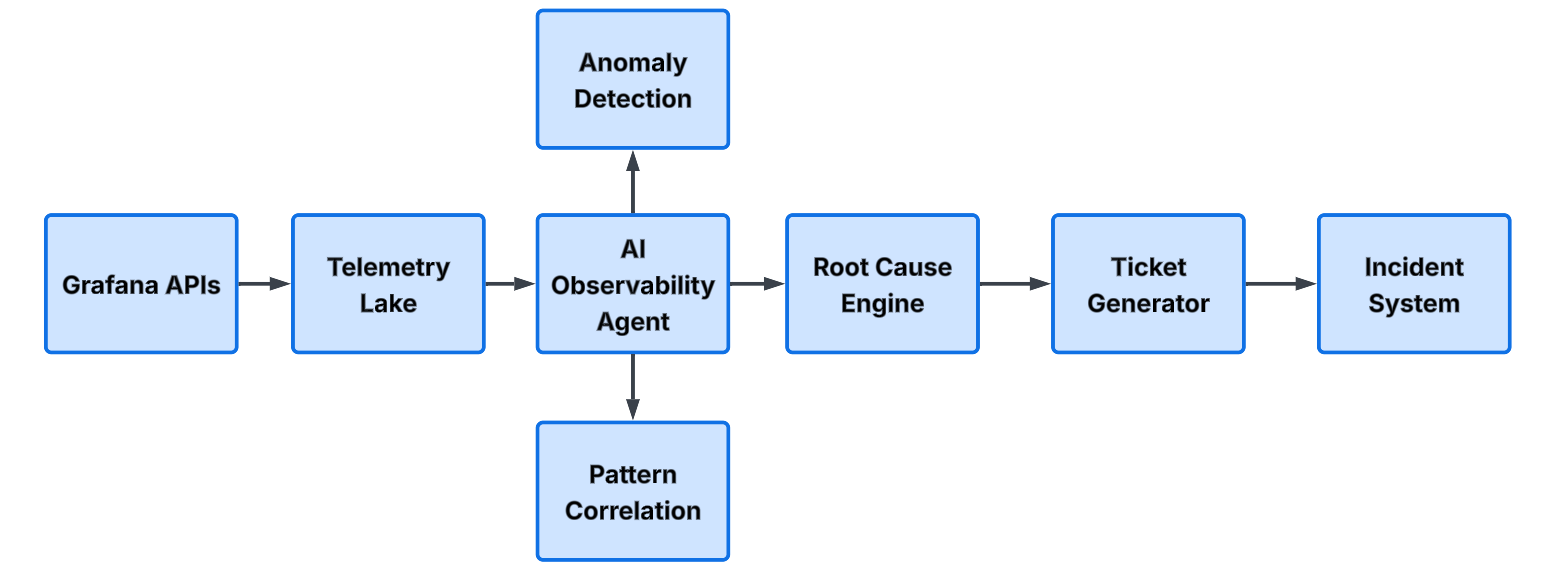 Anomaly
Detection
Grafana APIs
Telemetry
Lake
AI
Observability
Agent
Root Cause
Engine
Ticket
Generator
Incident
System
Pattern
Correlation